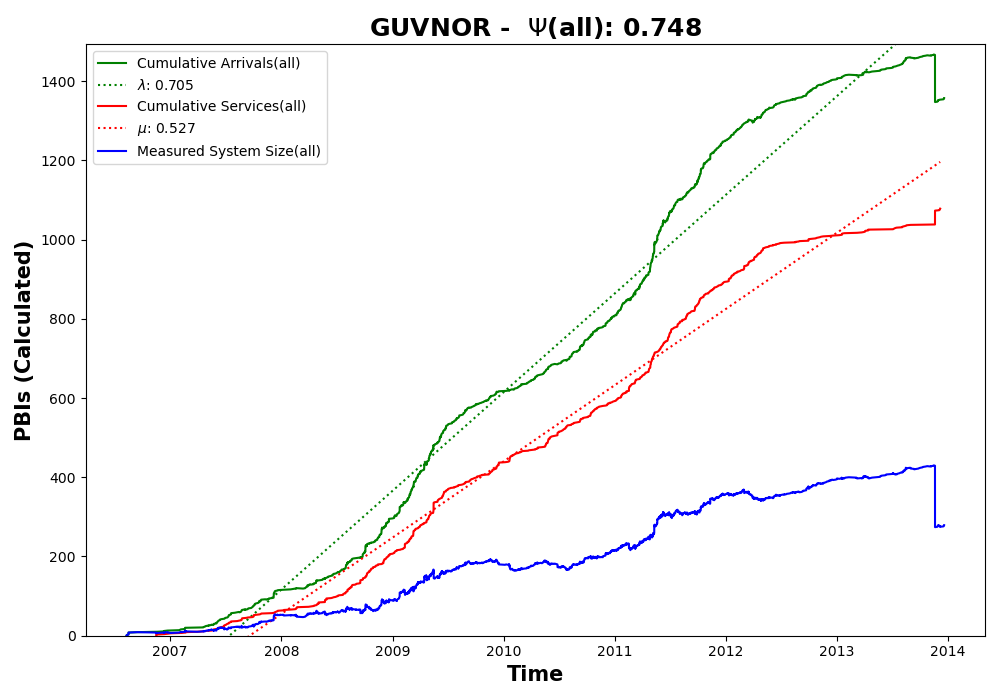 GUVNOR - Ψ(all): 0.748
Cumulative Arrivals(all)
λ: 0.705
Cumulative Services(all)
μ: 0.527
Measured System Size(all)
PBIs (Calculated)
1400
1200
1000
800
600
400
200
0
2007 2008 2009 2010 2011 2012 2013 2014
Time